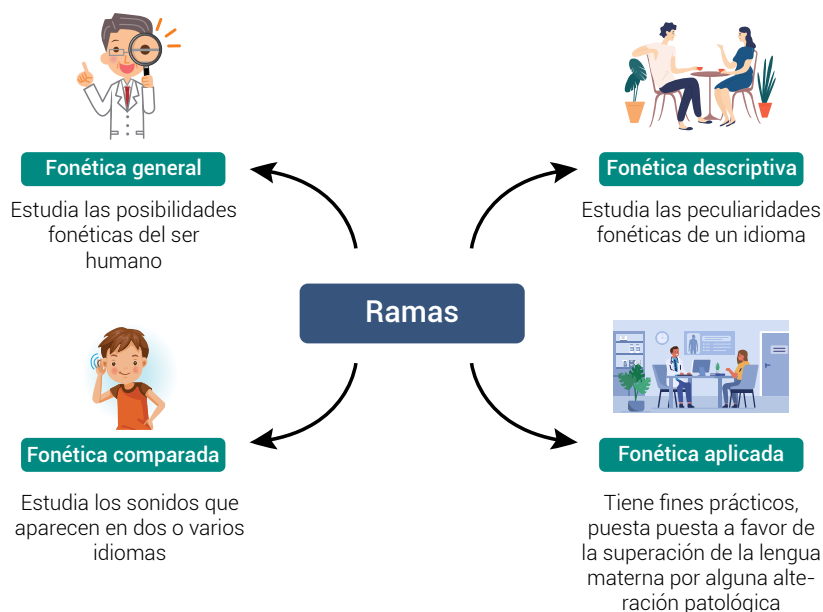 Fonética general
Estudia las posibilidades
fonéticas del ser
humano
Fonética descriptiva
Estudia las peculiaridades
fonéticas de un idioma
Ramas
Fonética comparada
Estudia los sonidos que
aparecen en dos o varios
idiomas
Fonética aplicada
Tiene fines prácticos,
puesta puesta a favor de
la superación de la lengua
materna por alguna alte-
ración patológica